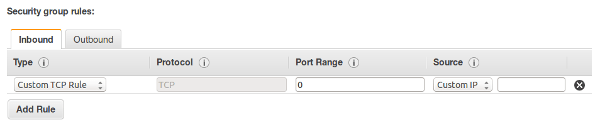 Security group rules:
Inbound Outbound
Type i Protocol i Port Range i Source i
Custom TCP Rule TCP 0 Custom IP
Add Rule